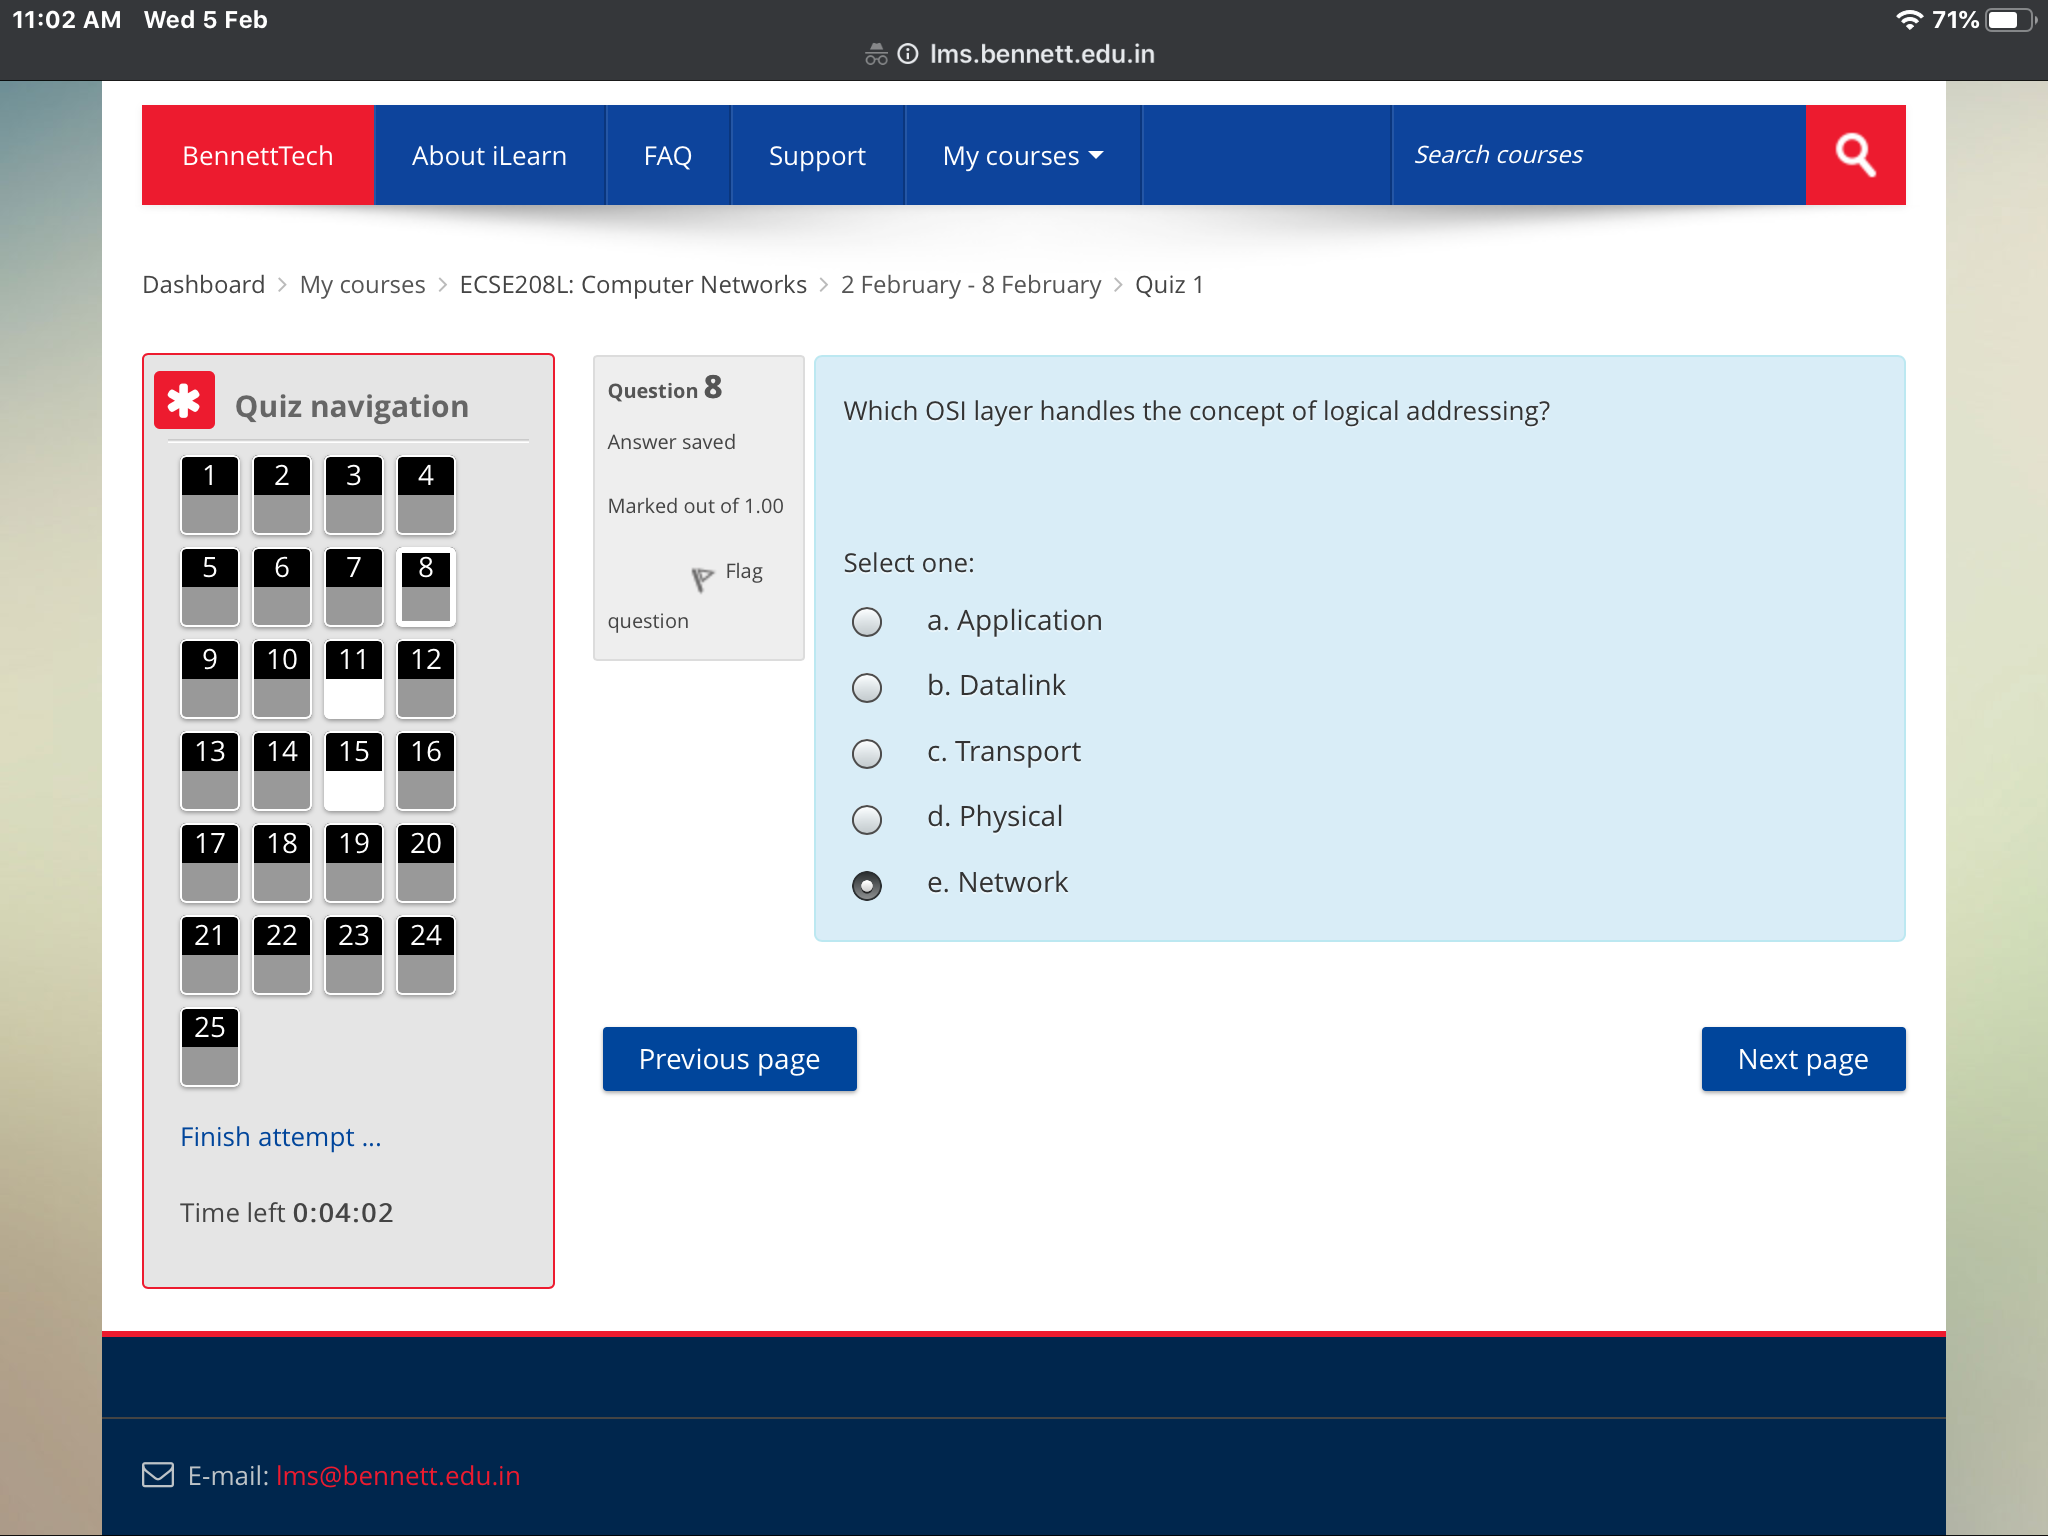 11:02 AM Wed 5 Feb
71%
lms.bennett.edu.in
BennettTech About iLearn FAQ Support My courses Search courses
Dashboard > My courses > ECSE208L: Computer Networks > 2 February - 8 February > Quiz 1
Quiz navigation
1 2 3 4
5 6 7 8
9 10 11 12
13 14 15 16
17 18 19 20
21 22 23 24
25
Finish attempt ...
Time left 0:04:02
Question 8
Answer saved
Marked out of 1.00
Flag
question
Which OSI layer handles the concept of logical addressing?
Select one:
a. Application
b. Datalink
c. Transport
d. Physical
e. Network
Previous page
Next page
E-mail: lms@bennett.edu.in